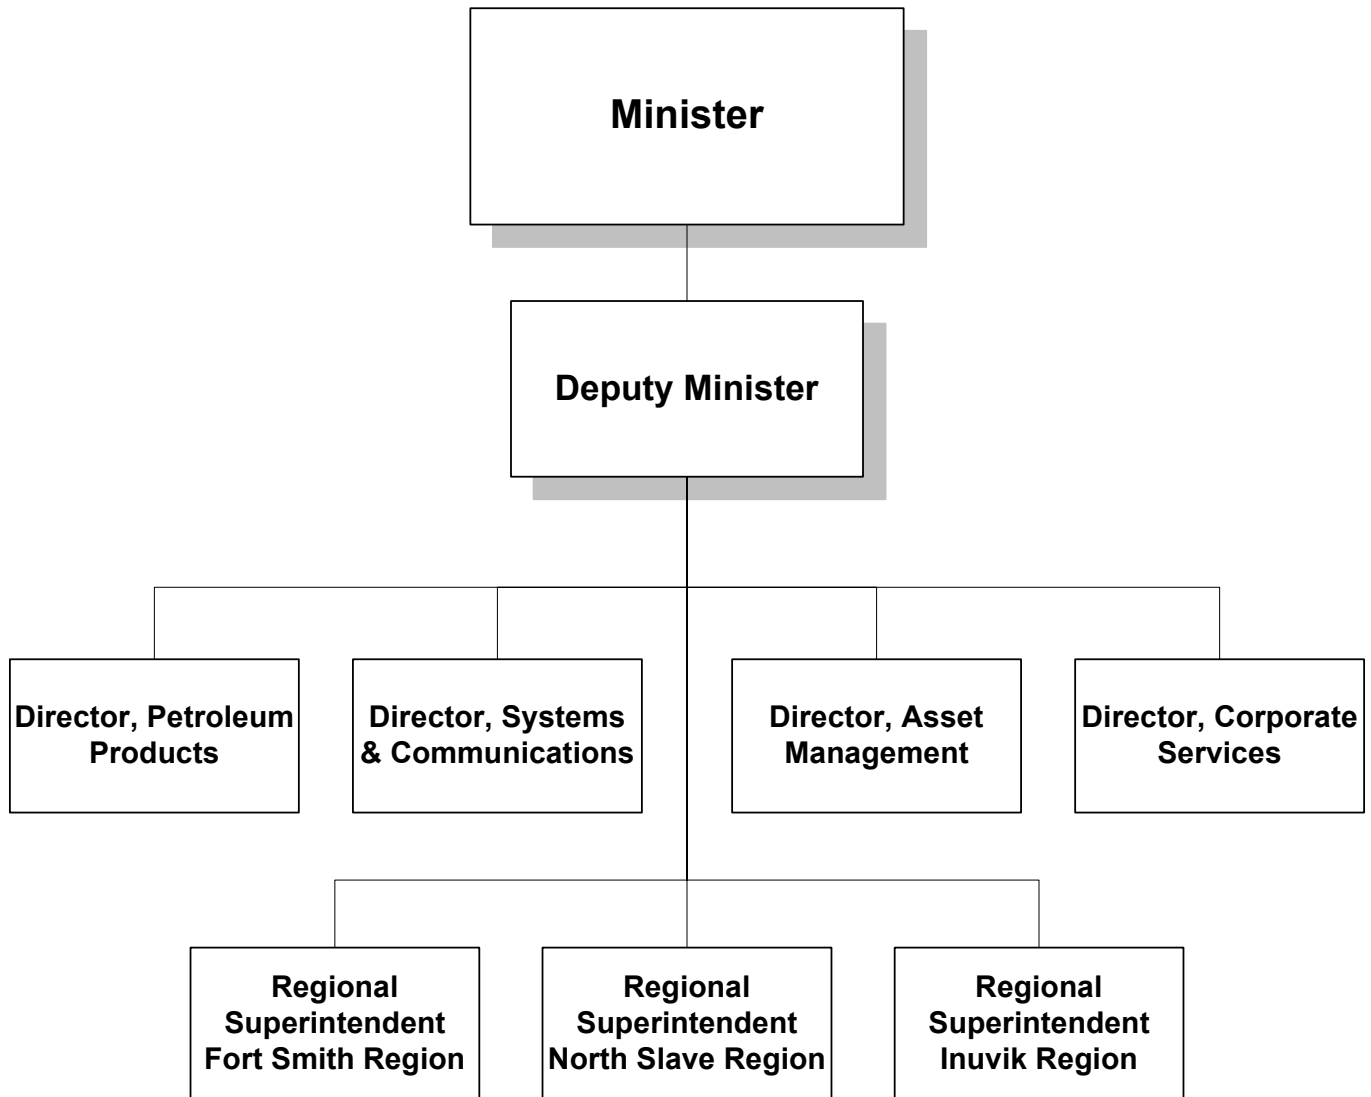 Minister
Deputy Minister
Director, Petroleum
Products
Director, Systems
& Communications
Director, Asset
Management
Director, Corporate
Services
Regional
Superintendent
Fort Smith Region
Regional
Superintendent
North Slave Region
Regional
Superintendent
Inuvik Region